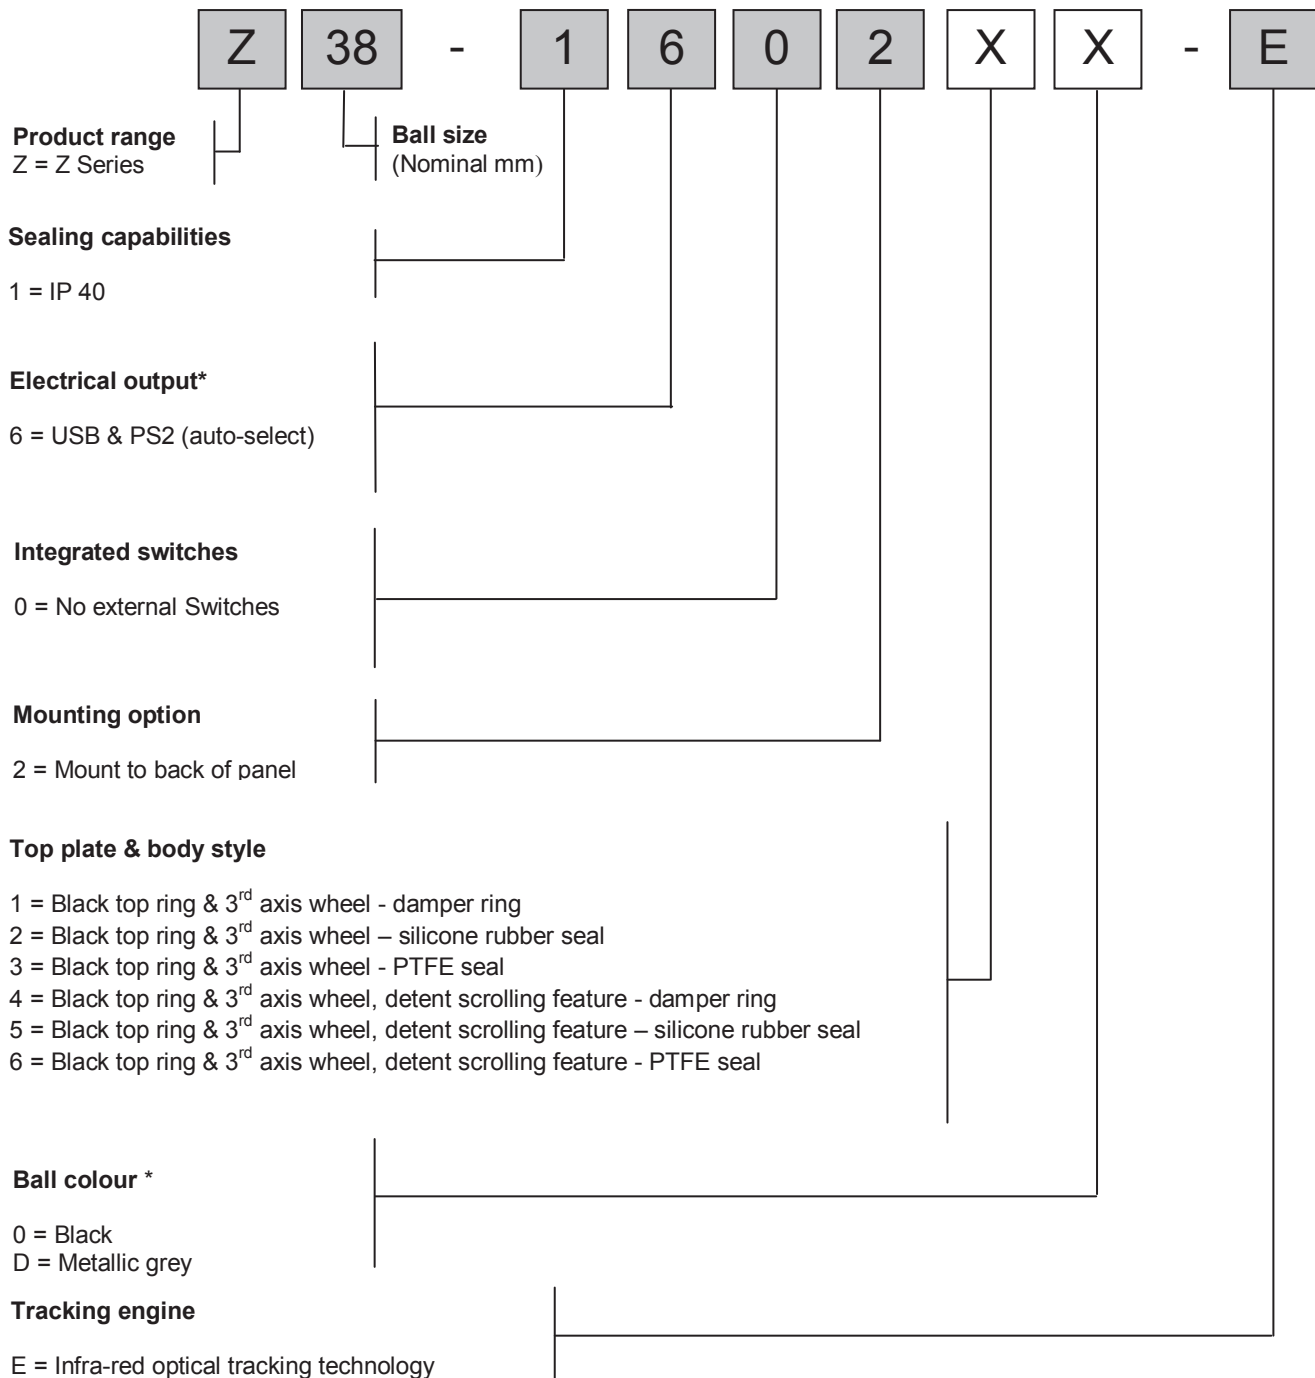 Z 38 - 1 6 0 2 X X - E
Product range
Z = Z Series
Ball size
(Nominal mm)
Sealing capabilities
1 = IP 40
Electrical output*
6 = USB & PS2 (auto-select)
Integrated switches
0 = No external Switches
Mounting option
2 = Mount to back of panel
Top plate & body style
1 = Black top ring & 3rd axis wheel - damper ring
2 = Black top ring & 3rd axis wheel – silicone rubber seal
3 = Black top ring & 3rd axis wheel - PTFE seal
4 = Black top ring & 3rd axis wheel, detent scrolling feature - damper ring
5 = Black top ring & 3rd axis wheel, detent scrolling feature – silicone rubber seal
6 = Black top ring & 3rd axis wheel, detent scrolling feature - PTFE seal
Ball colour *
0 = Black
D = Metallic grey
Tracking engine
E = Infra-red optical tracking technology